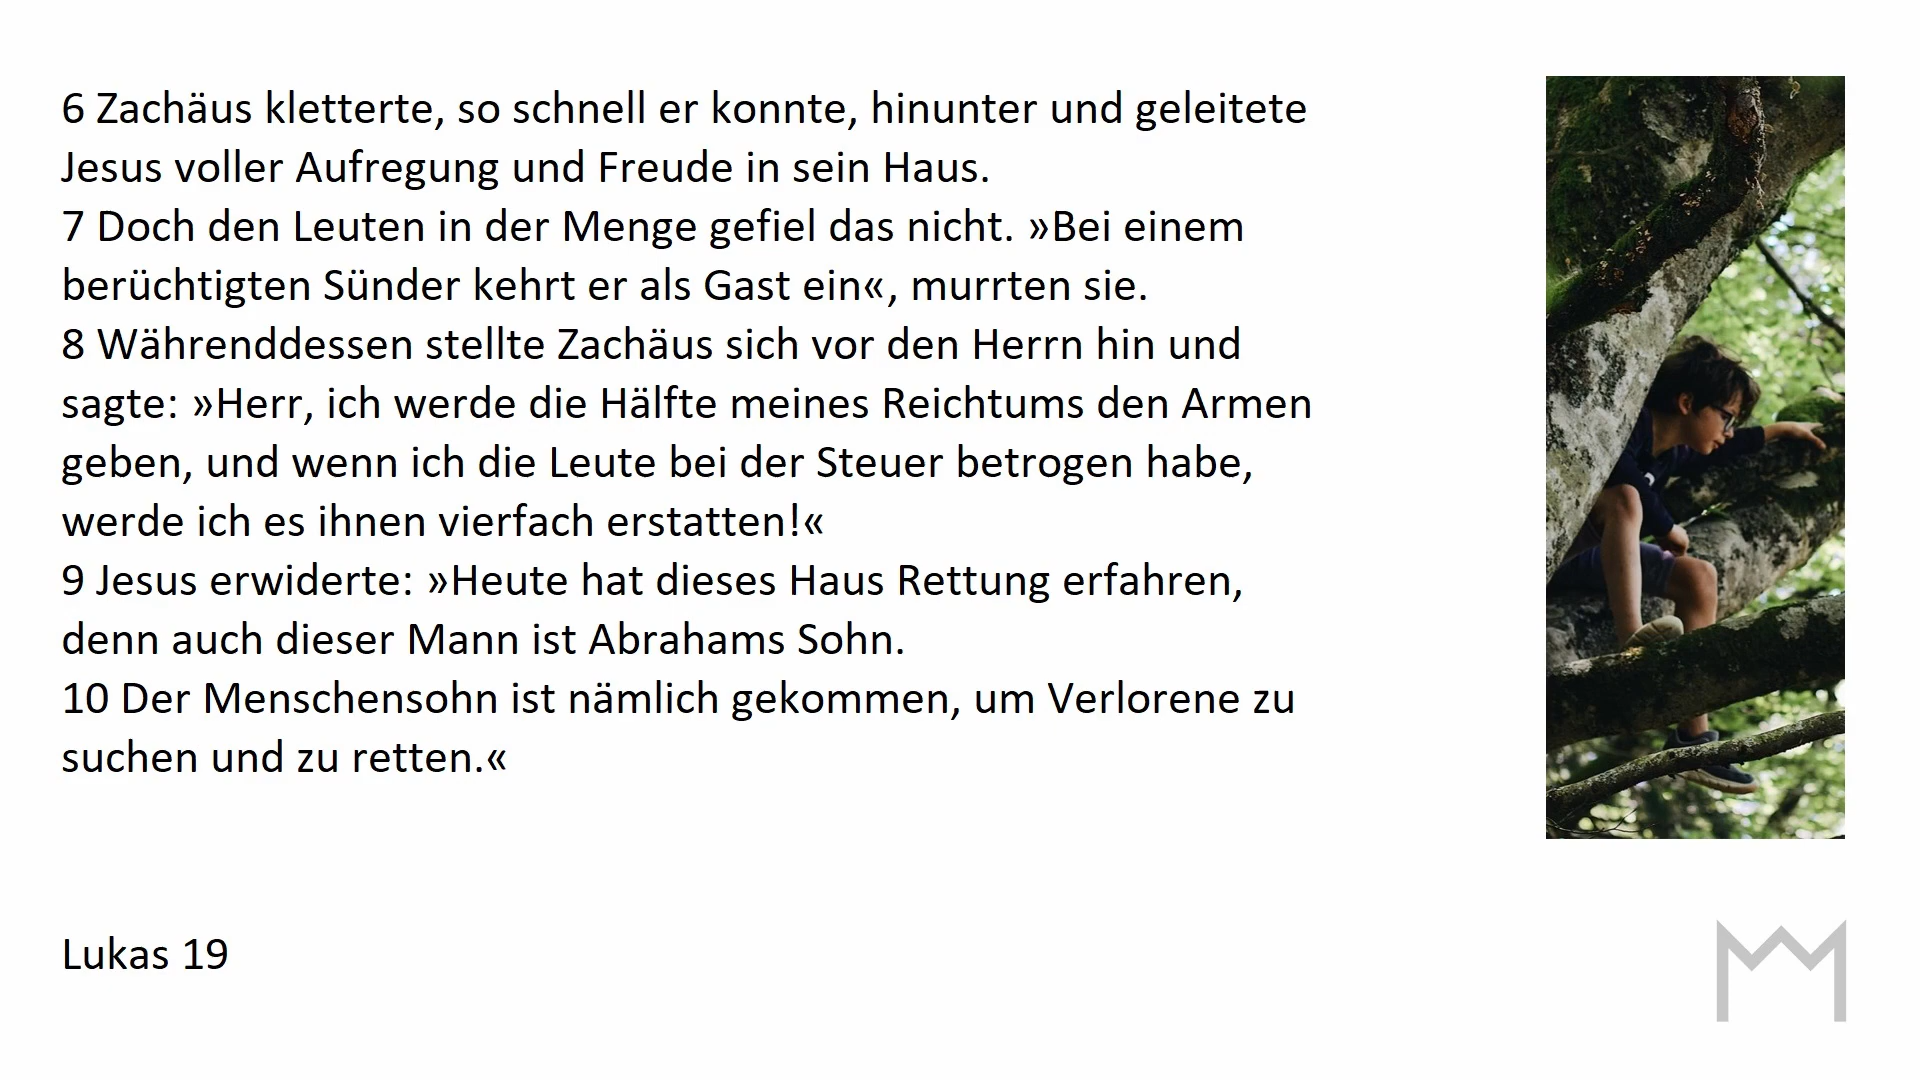 6 Zachäus kletterte, so schnell er konnte, hinunter und geleitete
Jesus voller Aufregung und Freude in sein Haus.
7 Doch den Leuten in der Menge gefiel das nicht. »Bei einem
berüchtigten Sünder kehrt er als Gast ein«, murrten sie.
8 Währenddessen stellte Zachäus sich vor den Herrn hin und
sagte: »Herr, ich werde die Hälfte meines Reichtums den Armen
geben, und wenn ich die Leute bei der Steuer betrogen habe,
werde ich es ihnen vierfach erstatten!«
9 Jesus erwiderte: »Heute hat dieses Haus Rettung erfahren,
denn auch dieser Mann ist Abrahams Sohn.
10 Der Menschensohn ist nämlich gekommen, um Verlorene zu
suchen und zu retten.«
Lukas 19